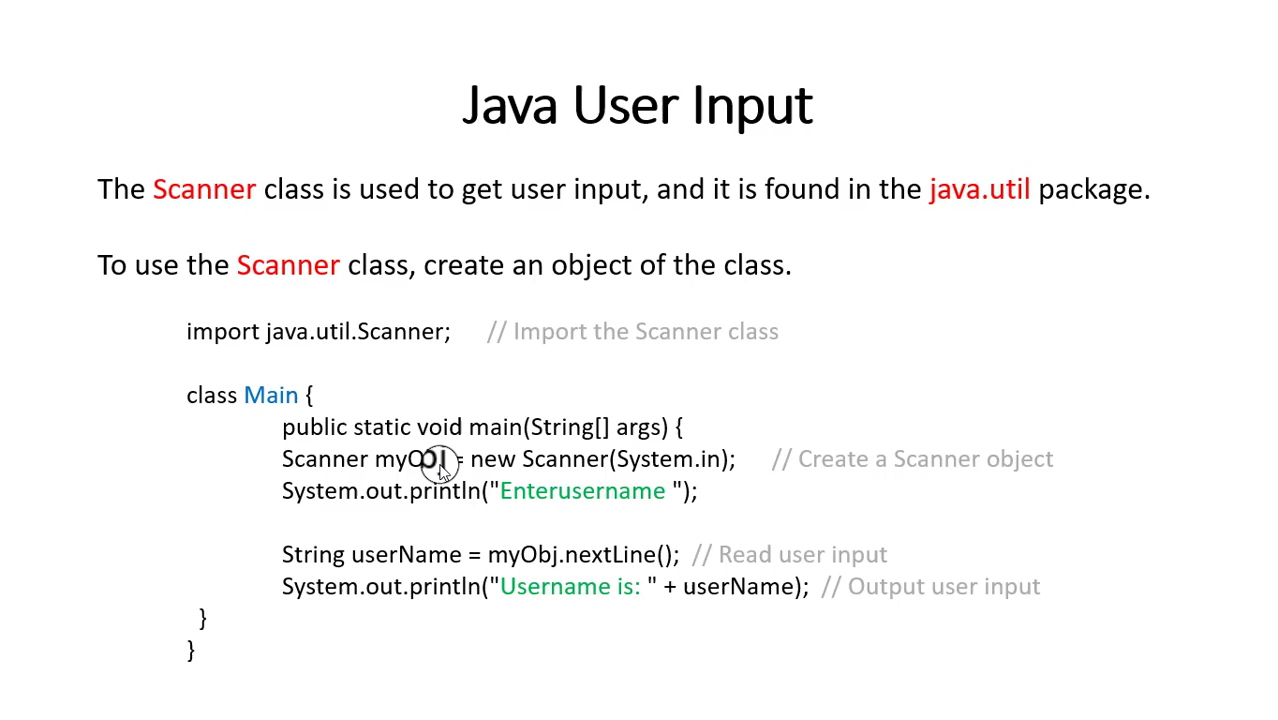 Java User Input
The Scanner class is used to get user input, and it is found in the java.util package.
To use the Scanner class, create an object of the class.
import java.util.Scanner; // Import the Scanner class
class Main {
public static void main(String[] args) {
Scanner myObj = new Scanner(System.in); // Create a Scanner object
System.out.println("Enterusername ");
String userName = myObj.nextLine(); // Read user input
System.out.println("Username is: " + userName); // Output user input
}
}